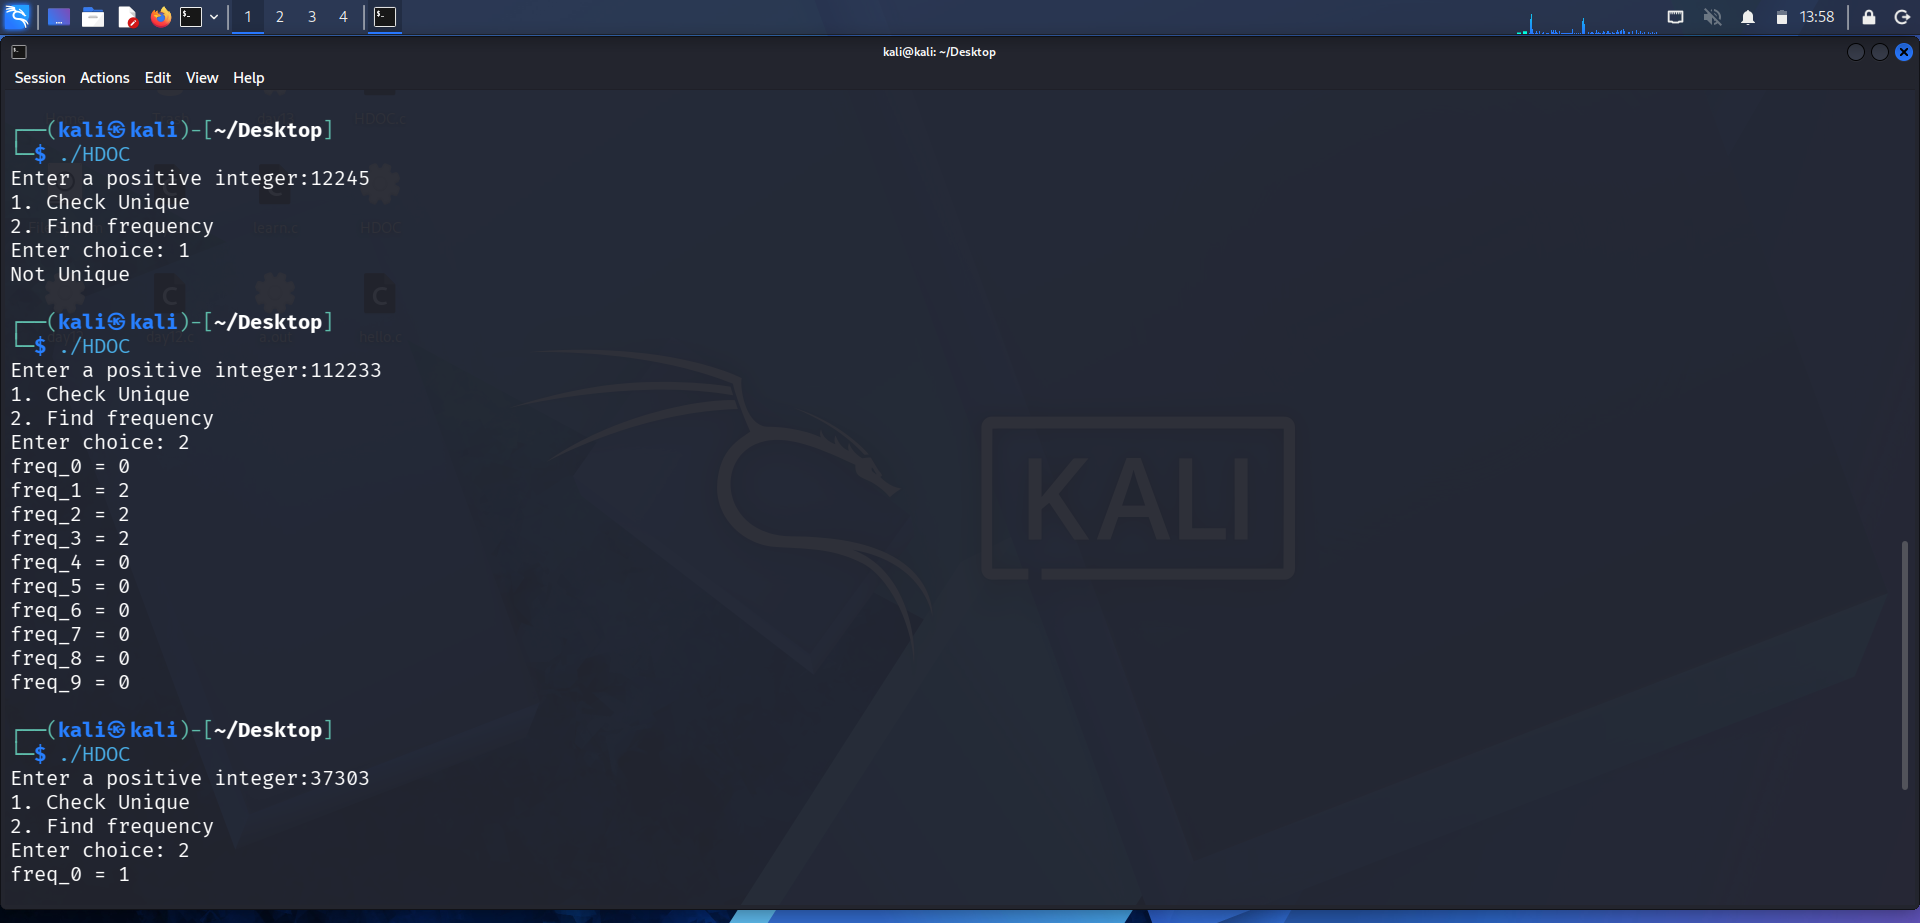 1 2 3 4
13:58
kali@kali: ~/Desktop
Session Actions Edit View Help
┌──(kali㉿kali)-[~/Desktop]
└─$ ./HDOC
Enter a positive integer:12245
1. Check Unique
2. Find frequency
Enter choice: 1
Not Unique
┌──(kali㉿kali)-[~/Desktop]
└─$ ./HDOC
Enter a positive integer:112233
1. Check Unique
2. Find frequency
Enter choice: 2
freq_0 = 0
freq_1 = 2
freq_2 = 2
freq_3 = 2
freq_4 = 0
freq_5 = 0
freq_6 = 0
freq_7 = 0
freq_8 = 0
freq_9 = 0
┌──(kali㉿kali)-[~/Desktop]
└─$ ./HDOC
Enter a positive integer:37303
1. Check Unique
2. Find frequency
Enter choice: 2
freq_0 = 1
KALI
HDOC.c
learn.c
HDOC
hello.c